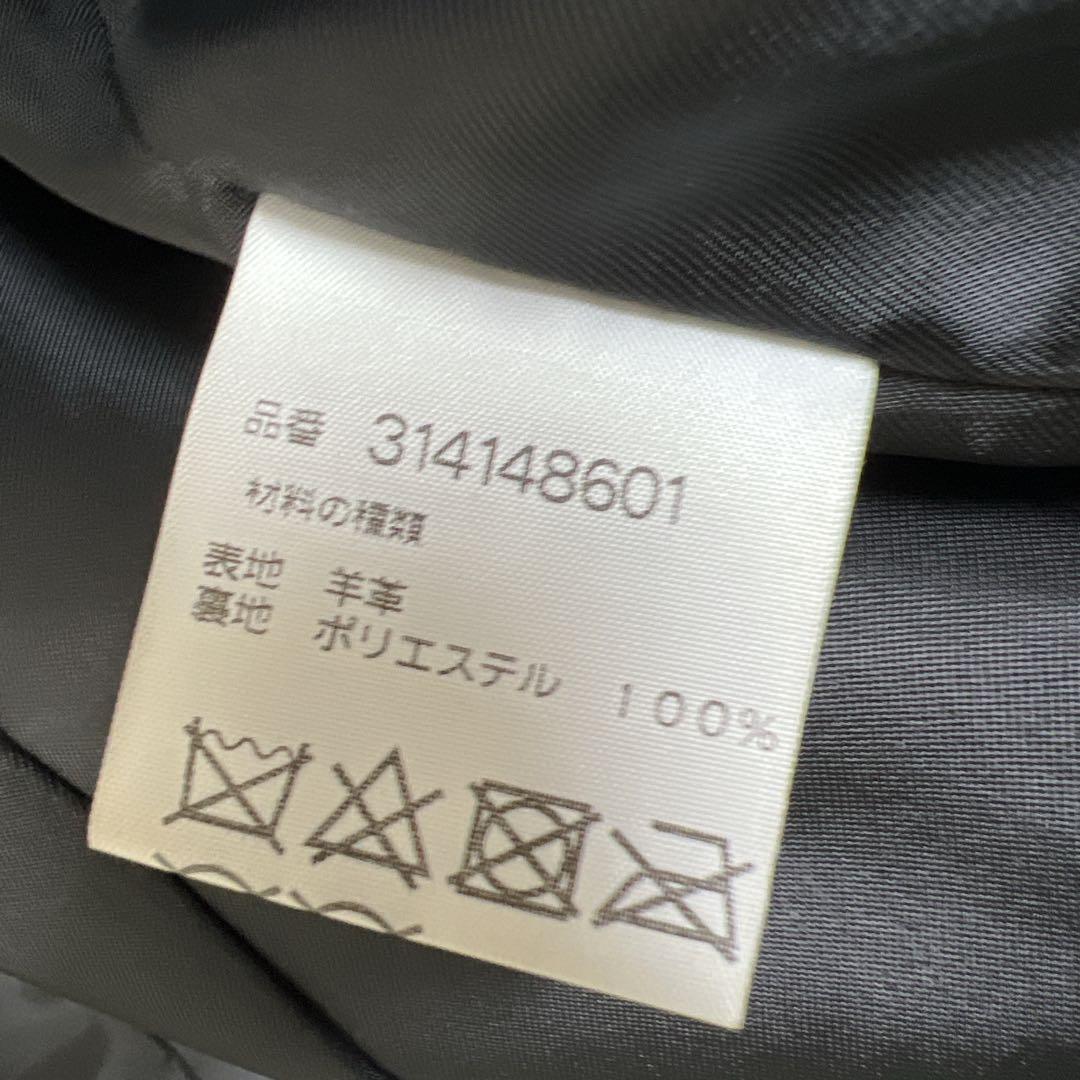 品番 314148601
材料の種類
表地 羊革
裏地 ポリエステル 100%